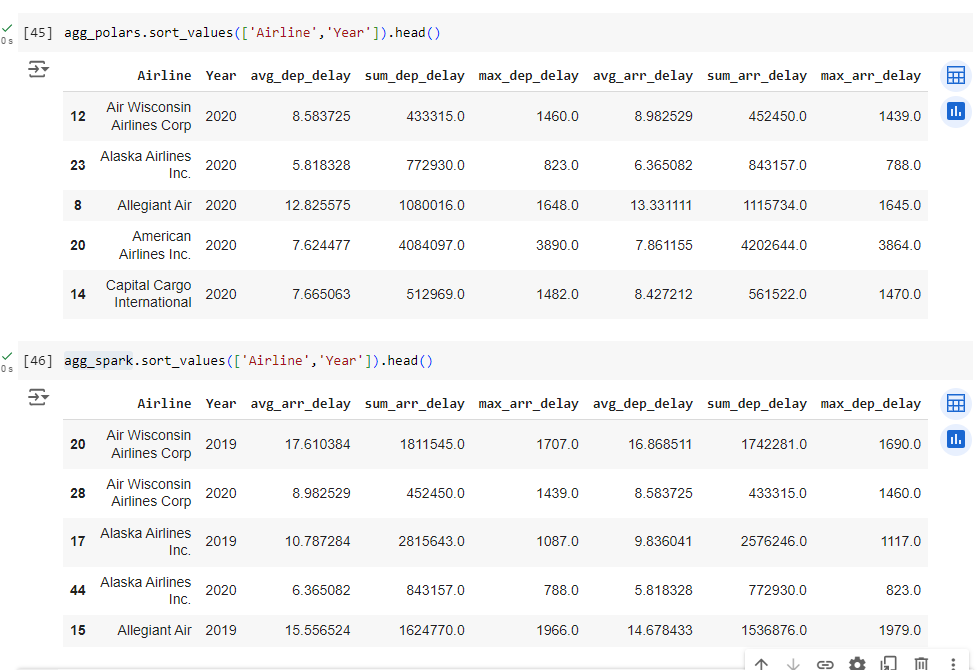 [45] agg_polars.sort_values(['Airline','Year']).head()
0s
Airline Year avg_dep_delay sum_dep_delay max_dep_delay avg_arr_delay sum_arr_delay max_arr_delay
12 Air Wisconsin Airlines Corp 2020 8.583725 433315.0 1460.0 8.982529 452450.0 1439.0
23 Alaska Airlines Inc. 2020 5.818328 772930.0 823.0 6.365082 843157.0 788.0
8 Allegiant Air 2020 12.825575 1080016.0 1648.0 13.331111 1115734.0 1645.0
20 American Airlines Inc. 2020 7.624477 4084097.0 3890.0 7.861155 4202644.0 3864.0
14 Capital Cargo International 2020 7.665063 512969.0 1482.0 8.427212 561522.0 1470.0
[46] agg_spark.sort_values(['Airline','Year']).head()
0s
Airline Year avg_arr_delay sum_arr_delay max_arr_delay avg_dep_delay sum_dep_delay max_dep_delay
20 Air Wisconsin Airlines Corp 2019 17.610384 1811545.0 1707.0 16.868511 1742281.0 1690.0
28 Air Wisconsin Airlines Corp 2020 8.982529 452450.0 1439.0 8.583725 433315.0 1460.0
17 Alaska Airlines Inc. 2019 10.787284 2815643.0 1087.0 9.836041 2576246.0 1117.0
44 Alaska Airlines Inc. 2020 6.365082 843157.0 788.0 5.818328 772930.0 823.0
15 Allegiant Air 2019 15.556524 1624770.0 1966.0 14.678433 1536876.0 1979.0